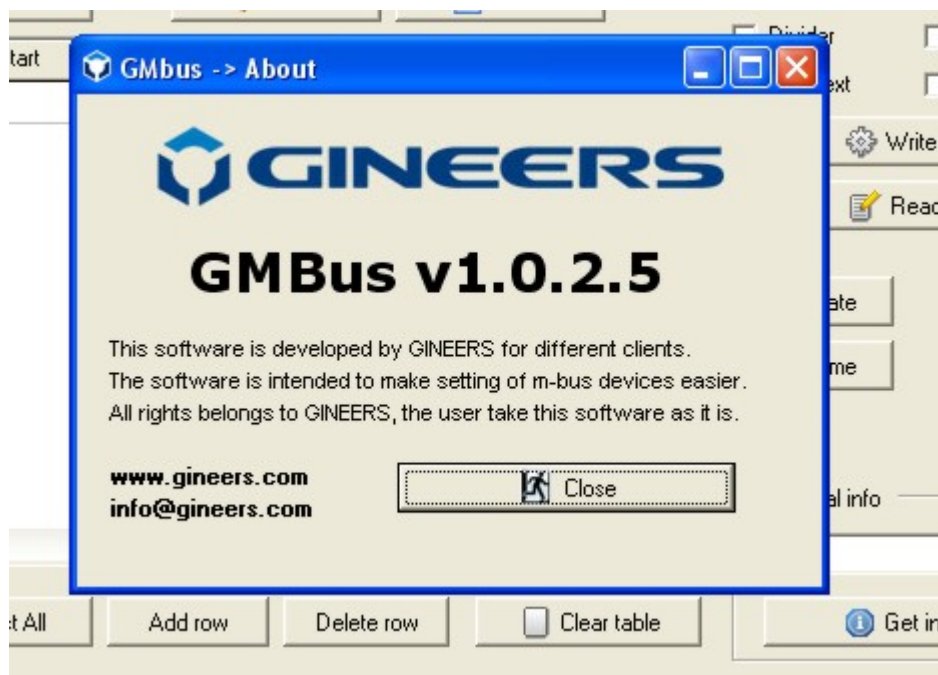 Divider
tart
GMbus -> About
ext
GINEERS
Write
Read
GMBus v1.0.2.5
ate
This software is developed by GINEERS for different clients.
me
The software is intended to make setting of m-bus devices easier.
All rights belongs to GINEERS, the user take this software as it is.
www.gineers.com
Close
al info
info@gineers.com
t All
Add row
Delete row
Clear table
Get in